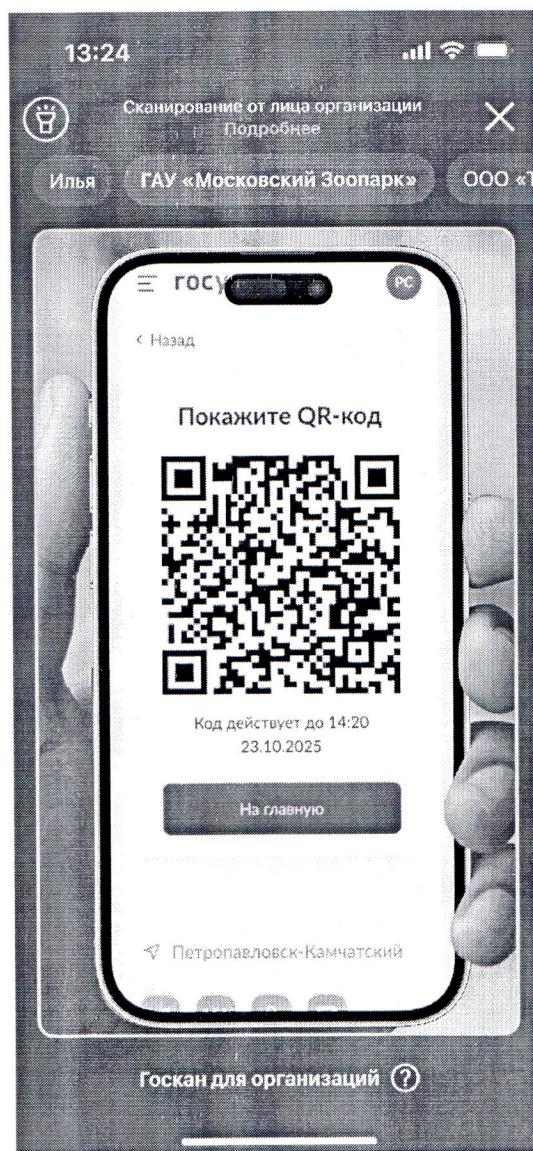 13:24
Сканирование от лица организации
Подробнее
Илья
ГАУ «Московский Зоопарк»
ООО «Т
госу
РС
< Назад
Покажите QR-код
Код действует до 14:20
23.10.2025
На главную
Петропавловск-Камчатский
Госкан для организаций ?